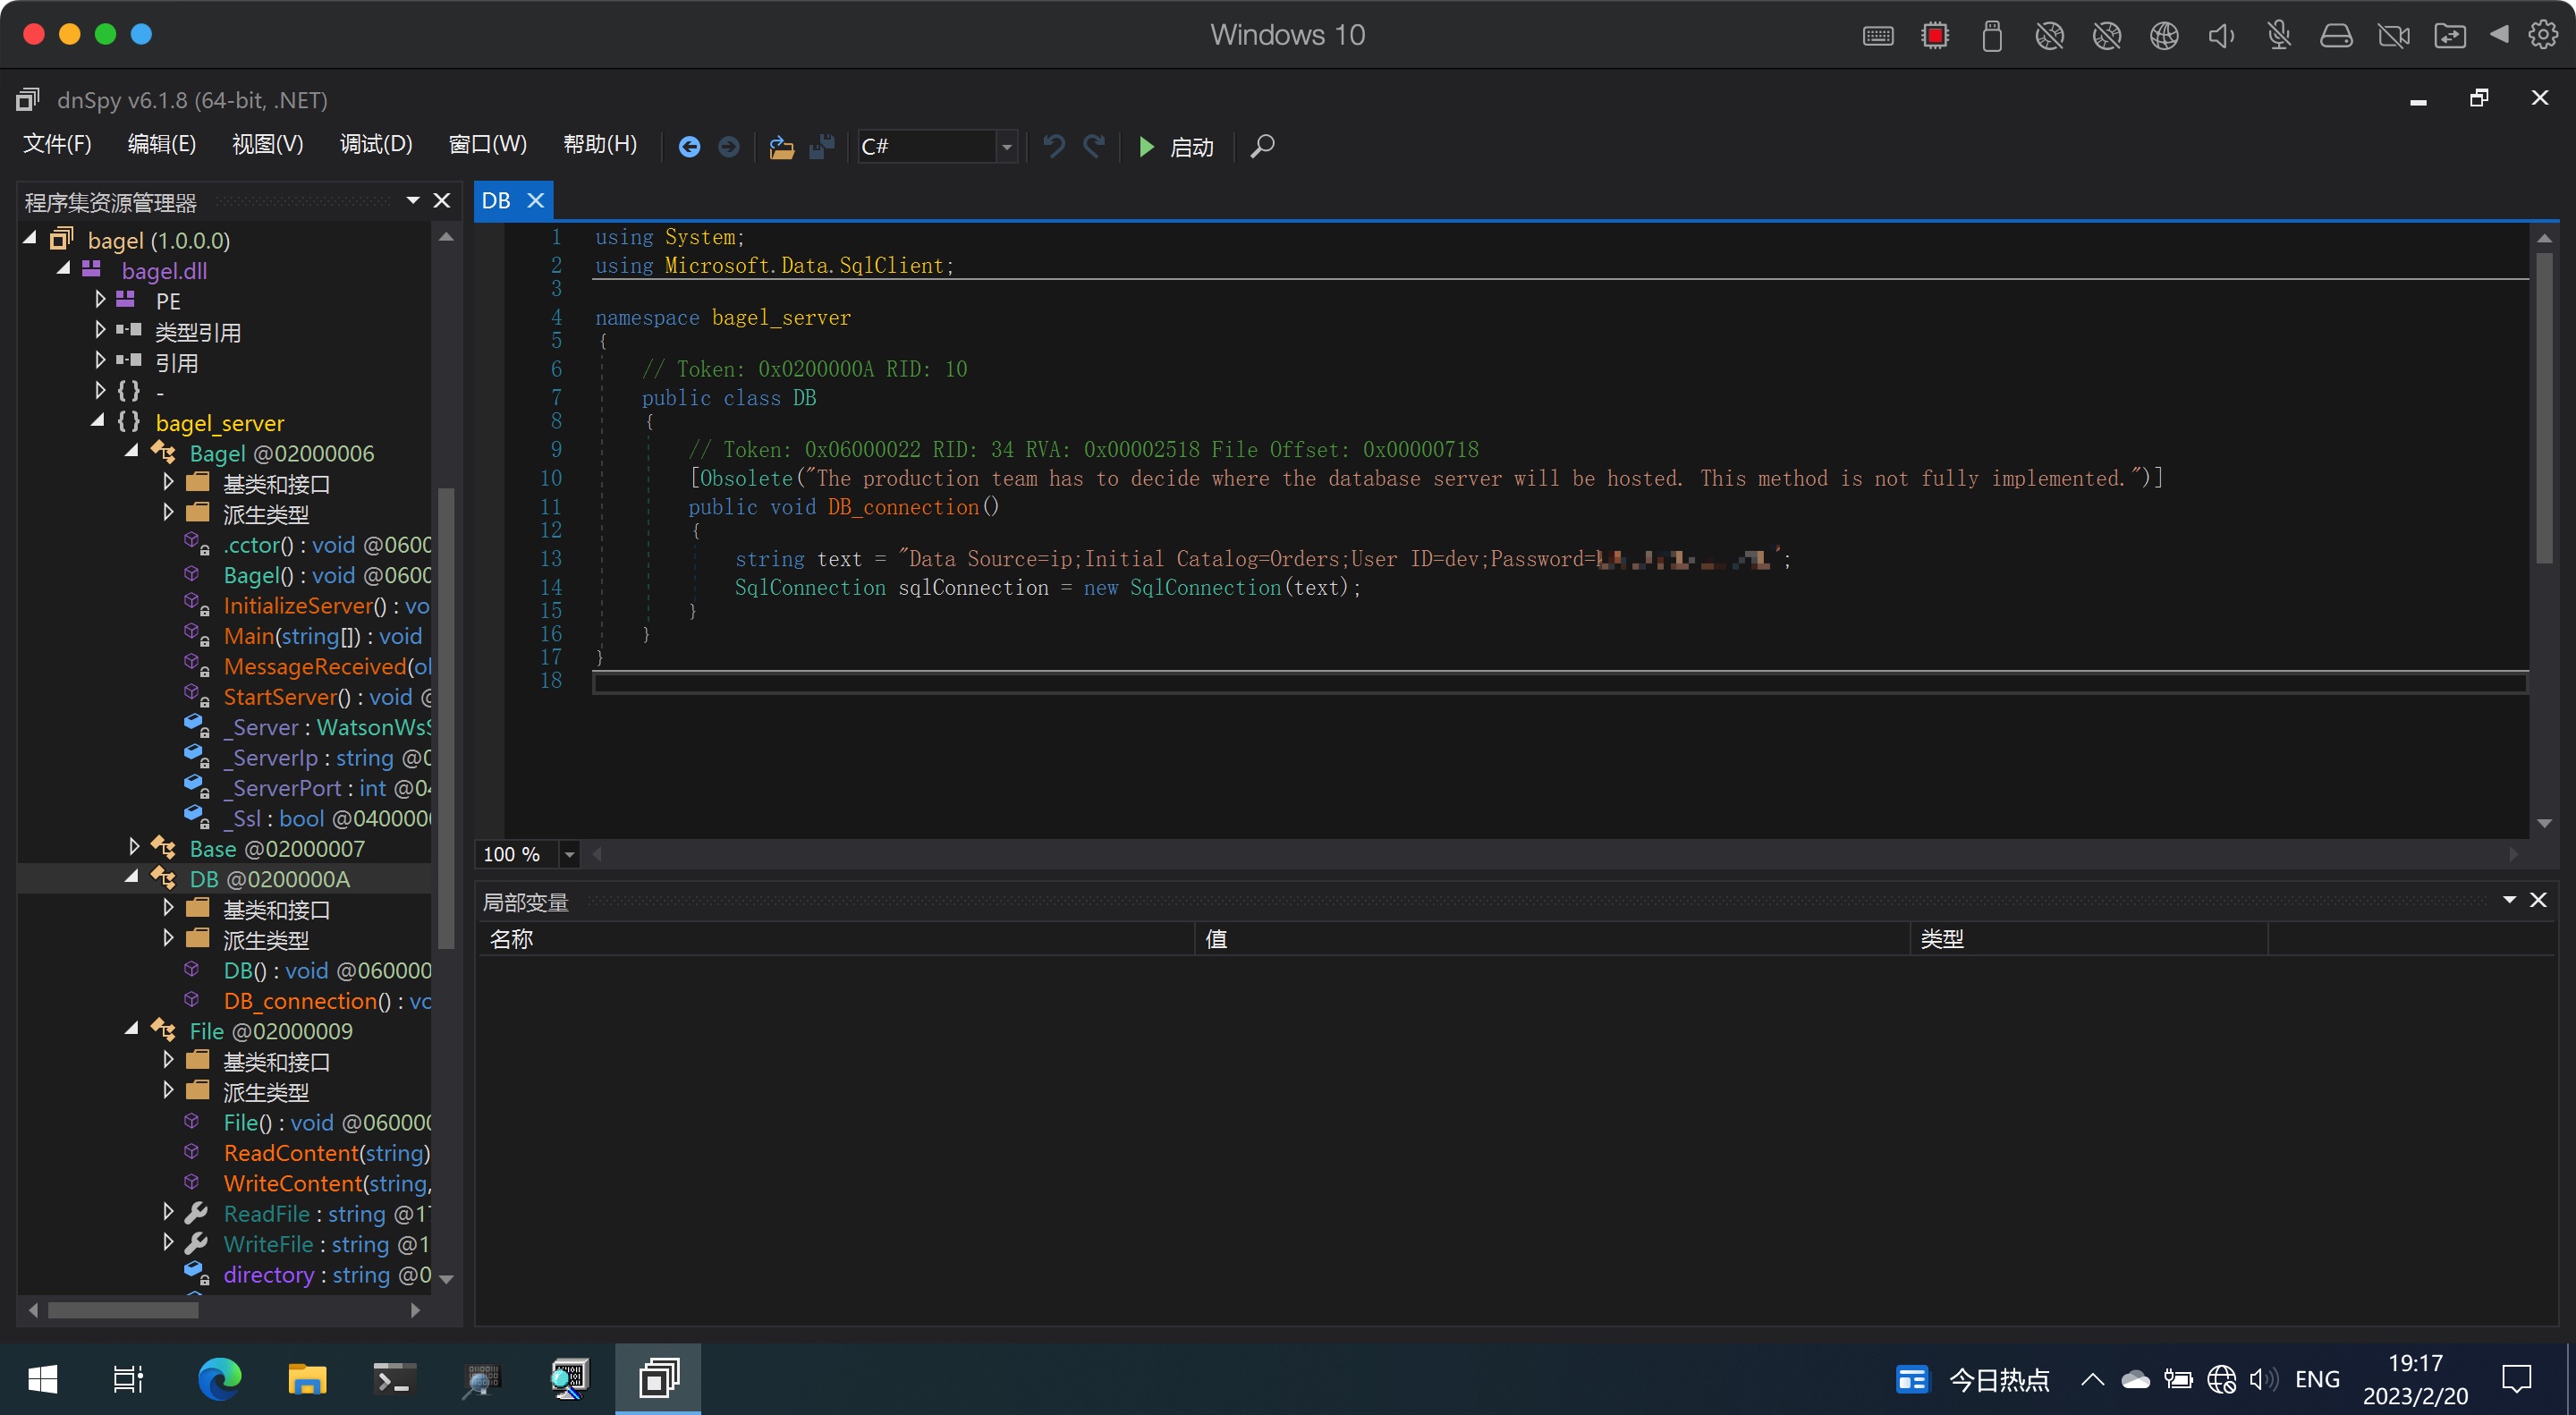 Windows 10
dnSpy v6.1.8 (64-bit, .NET)
文件(F) 编辑(E) 视图(V) 调试(D) 窗口(W) 帮助(H) C# 启动
程序集资源管理器
bagel (1.0.0.0)
bagel.dll
PE
类型引用
引用
{ } -
{ } bagel_server
Bagel @02000006
基类和接口
派生类型
.cctor() : void @0600
Bagel() : void @0600
InitializeServer() : vo
Main(string[]) : void
MessageReceived(ol
StartServer() : void @
_Server : WatsonWsS
_ServerIp : string @0
_ServerPort : int @04
_Ssl : bool @0400000
Base @02000007
DB @0200000A
基类和接口
派生类型
DB() : void @060000
DB_connection() : vo
File @02000009
基类和接口
派生类型
File() : void @060000
ReadContent(string)
WriteContent(string,
ReadFile : string @17
WriteFile : string @1
directory : string @0
DB
1 using System;
2 using Microsoft.Data.SqlClient;
3
4 namespace bagel_server
5 {
6 // Token: 0x0200000A RID: 10
7 public class DB
8 {
9 // Token: 0x06000022 RID: 34 RVA: 0x00002518 File Offset: 0x00000718
10 [Obsolete("The production team has to decide where the database server will be hosted. This method is not fully implemented.")]
11 public void DB_connection()
12 {
13 string text = "Data Source=ip;Initial Catalog=Orders;User ID=dev;Password= ";
14 SqlConnection sqlConnection = new SqlConnection(text);
15 }
16 }
17 }
18
100 %
局部变量
名称 值 类型
今日热点 ENG 19:17
2023/2/20